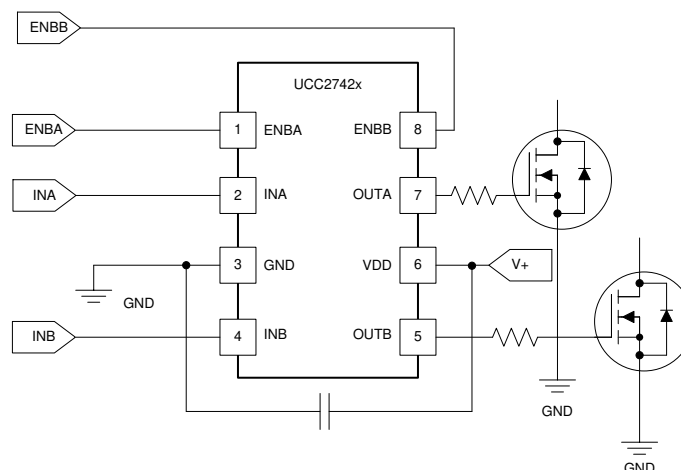 ENBB
UCC2742x
ENBA
1
ENBA
ENBB
8
INA
2
INA
OUTA
7
3
GND
VDD
6
V+
GND
INB
4
INB
OUTB
5
GND
GND